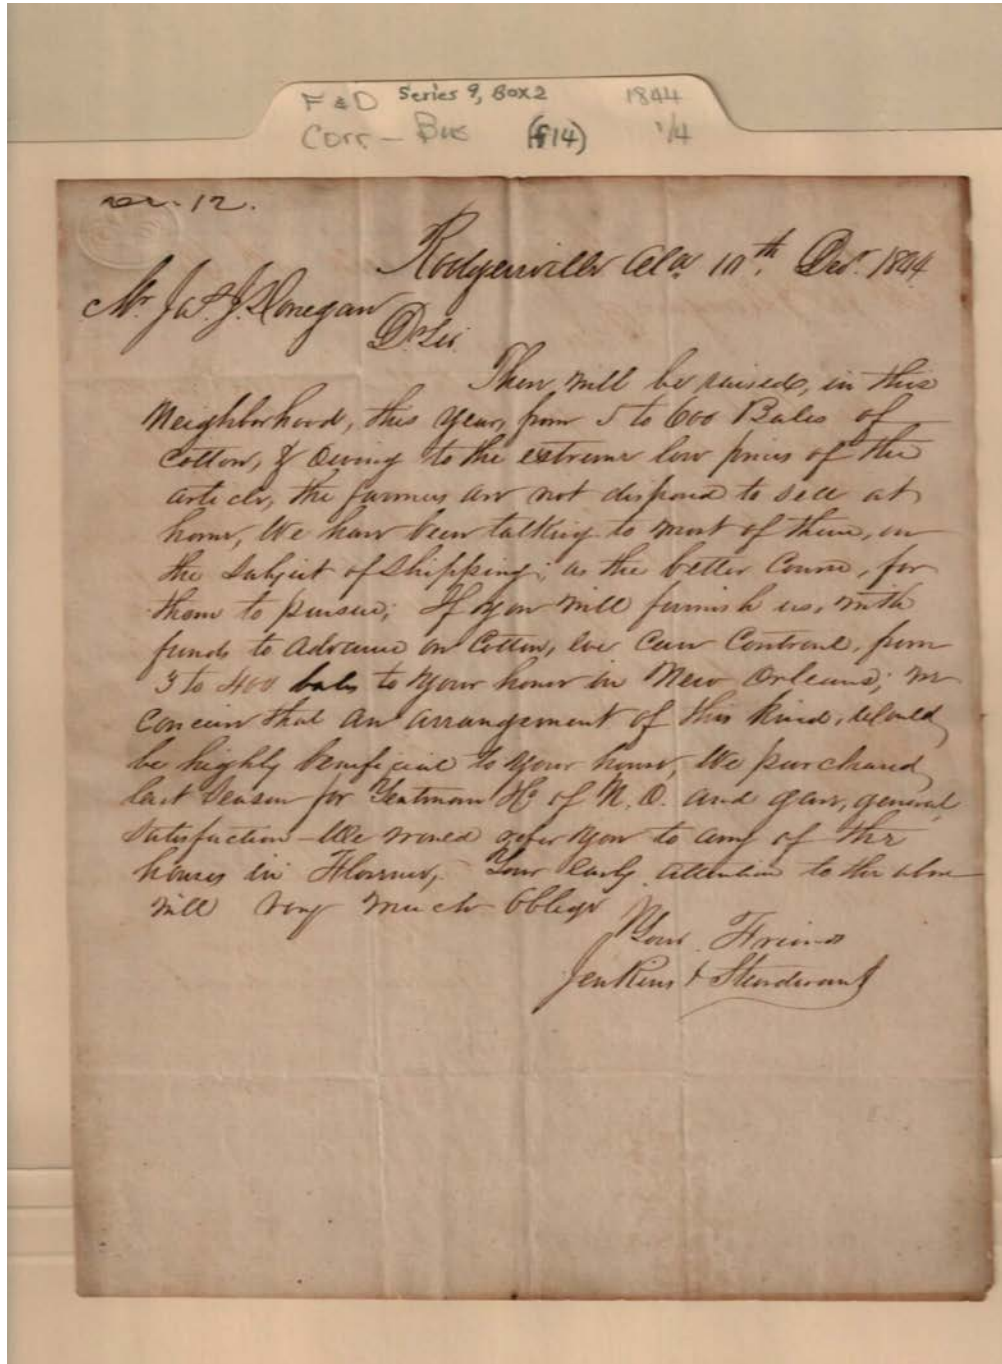 F & D Series 9, Box 2 1844
Corr - Bus (f14) 1/4
12.
Rodgersville Ala 10th. Decr. 1844
Mr. Jas. J. Donegan
Dr Sir
There will be raised, in this
Neighborhood, this year, from 5 to 600 Bales of
Cotton, & Owing to the extreme low prices of the
article, the farmers are not disposed to sell at
home, We have been talking to most of them, on
the Subject of Shipping; as the better Course, for
them to pursue; If you will furnish us, with
funds to Advance on Cotton, we can Control, from
3 to 400 bales to your house in New Orleans; we
Conceive that an arrangement of this kind, would
be highly beneficial to your house, We purchased
last Season for Yeatman & Co of N. O. and gave, general
Satisfaction - We would refer you to any of the
houses in Florence, Your Early attention to the above
will very much Oblige
Your Friends
Jenkins & Sturdivant